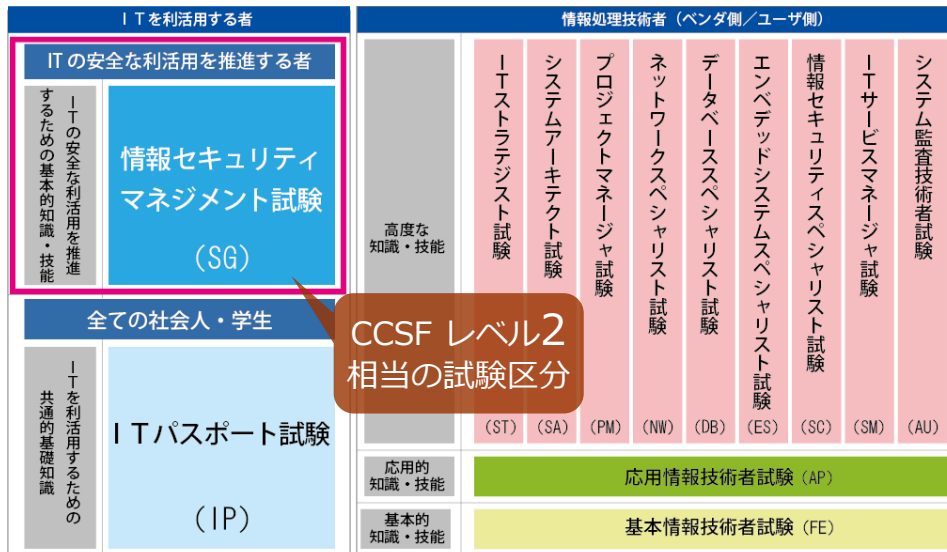 ＩＴを利活用する者
ITの安全な利活用を推進する者
ＩＴの安全な利活用を推進
するための基本的知識・技能
情報セキュリティ
マネジメント試験
(SG)
全ての社会人・学生
ＩＴを利活用するための
共通的基礎知識
ＩＴパスポート試験
(IP)
CCSF レベル2
相当の試験区分
情報処理技術者（ベンダ側／ユーザ側）
高度な
知識・技能
ＩＴストラテジスト試験
(ST)
システムアーキテクト試験
(SA)
プロジェクトマネージャ試験
(PM)
ネットワークスペシャリスト試験
(NW)
データベーススペシャリスト試験
(DB)
エンベデッドシステムスペシャリスト試験
(ES)
情報セキュリティスペシャリスト試験
(SC)
ＩＴサービスマネージャ試験
(SM)
システム監査技術者試験
(AU)
応用的
知識・技能
応用情報技術者試験（AP）
基本的
知識・技能
基本情報技術者試験（FE）